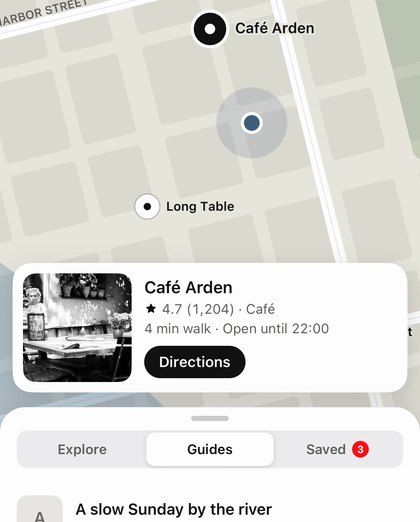 HARBOR STREET
Café Arden
Long Table
Café Arden
4.7 (1,204) · Café
4 min walk · Open until 22:00
Directions
Explore
Guides
Saved 3
A
A slow Sunday by the river